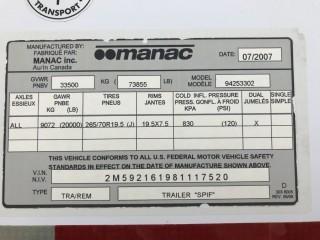 TRANSPORT
MANUFACTURED BY:
FABRIQUÉ PAR:
MANAC inc.
manac
DATE: 07/2007
GVWR 33500 KG ( 73855 (LB) MODEL 94253302
PNBV MODÈLE
AXLES GAWR TIRES RIMS COLD INFL. PRESSURE DUAL SINGLE
ESSIEUX PNBE PNEUS JANTES PRESS. GONFL. À FROID JUMELÉS SIMPLE
KG (LB) KPA (PSI)
ALL 9072 (20000) 265/70R19.5 (J) 19.5X7.5 830 (120) X
THIS VEHICLE CONFORMS TO ALL U.S. FEDERAL MOTOR VEHICLE SAFETY
STANDARDS IN EFFECT ON THE DATE OF MANUFACTURE SHOWN ABOVE.
V.I.N. 2M592161981117520
N.I.V.
TYPE TRA/REM TRAILER "SPIF"
D